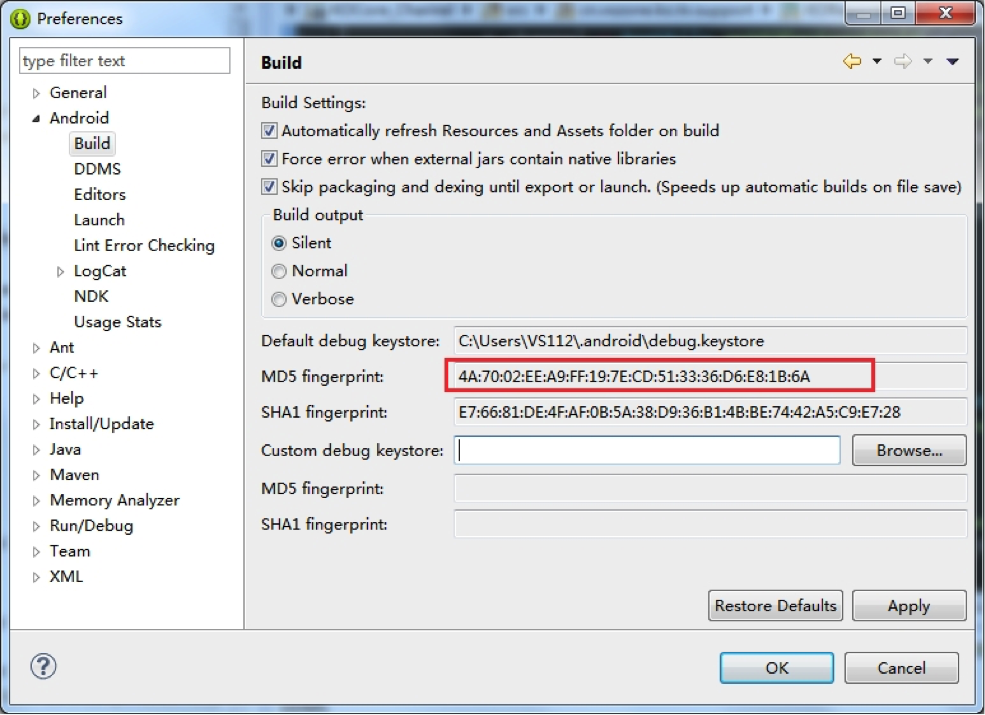 Preferences
type filter text
General
Android
Build
DDMS
Editors
Launch
Lint Error Checking
LogCat
NDK
Usage Stats
Ant
C/C++
Help
Install/Update
Java
Maven
Memory Analyzer
Run/Debug
Team
XML
Build
Build Settings:
Automatically refresh Resources and Assets folder on build
Force error when external jars contain native libraries
Skip packaging and dexing until export or launch. (Speeds up automatic builds on file save)
Build output
Silent
Normal
Verbose
Default debug keystore: C:\Users\VS112\.android\debug.keystore
MD5 fingerprint: 4A:70:02:EE:A9:FF:19:7E:CD:51:33:36:D6:E8:1B:6A
SHA1 fingerprint: E7:66:81:DE:4F:AF:0B:5A:38:D9:36:B1:4B:BE:74:42:A5:C9:E7:28
Custom debug keystore: Browse...
MD5 fingerprint:
SHA1 fingerprint:
Restore Defaults Apply
? OK Cancel